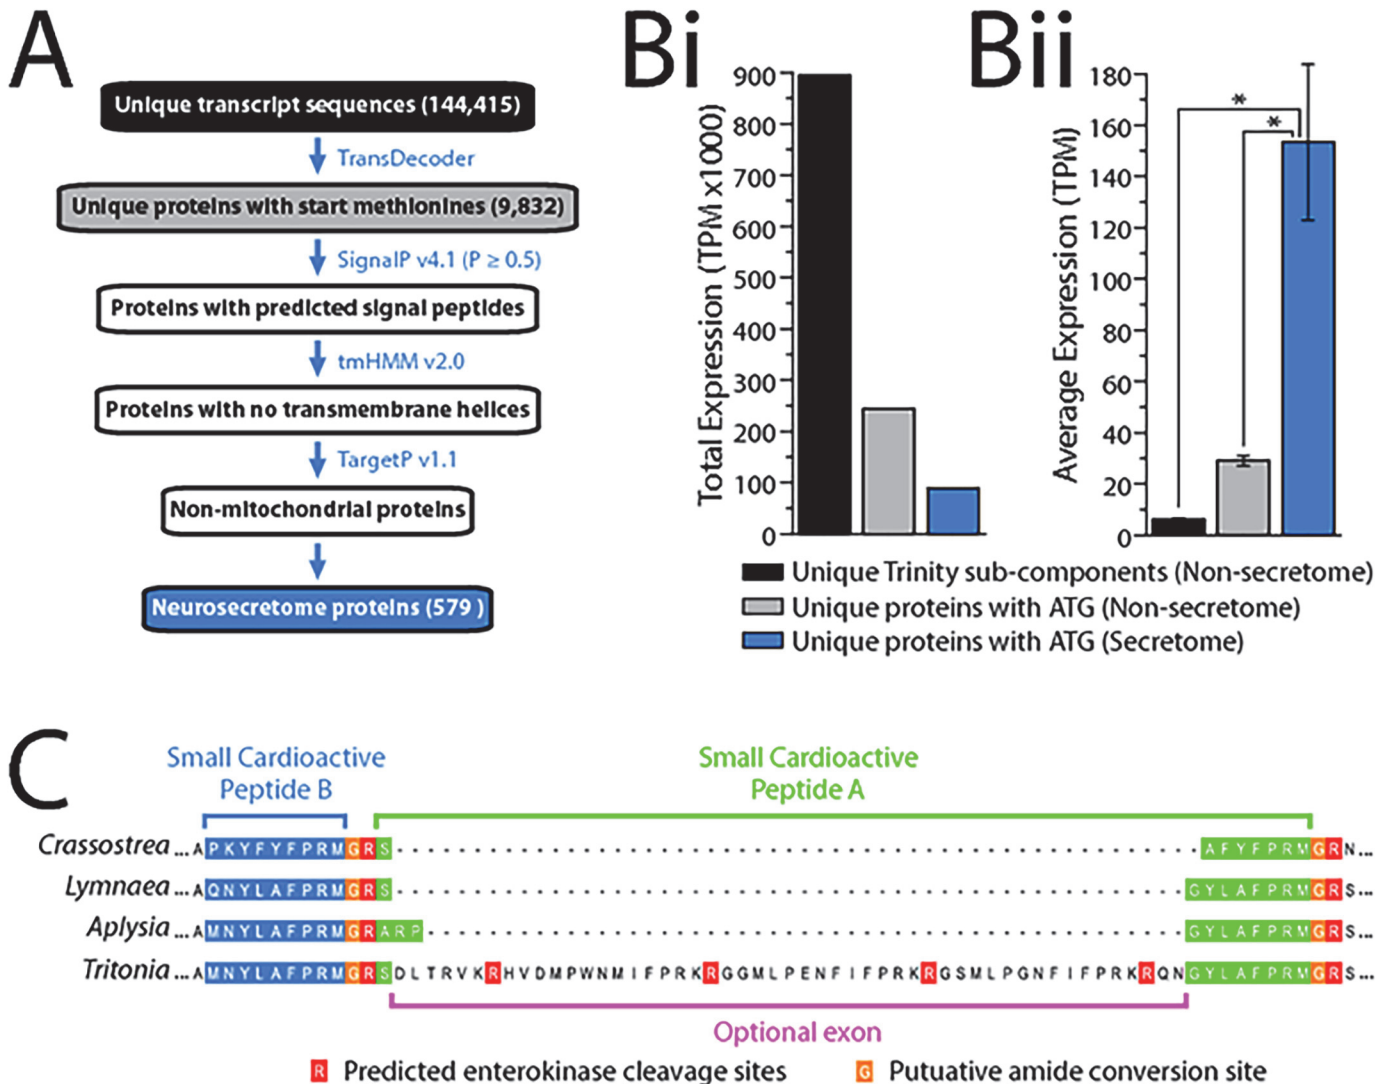 A
Unique transcript sequences (144,415)
TransDecoder
Unique proteins with start methionines (9,832)
SignalP v4.1 (P ≥ 0.5)
Proteins with predicted signal peptides
tmHMM v2.0
Proteins with no transmembrane helices
TargetP v1.1
Non-mitochondrial proteins
Neurosecretome proteins (579 )
Bi
Total Expression (TPM x1000)
900
800
700
600
500
400
300
200
100
0
Bii
Average Expression (TPM)
180
160
140
120
100
80
60
40
20
0
*
*
Unique Trinity sub-components (Non-secretome)
Unique proteins with ATG (Non-secretome)
Unique proteins with ATG (Secretome)
C
Small Cardioactive
Peptide B
Small Cardioactive
Peptide A
Crassostrea ... A P K Y F Y F P R M G R S A F Y F P R M G R N ...
Lymnaea ... A Q N Y L A F P R M G R S G Y L A F P R M G R S ...
Aplysia ... A M N Y L A F P R M G R A R P G Y L A F P R M G R S ...
Tritonia ... A M N Y L A F P R M G R S D L T R V K R H V D M P W N M I F P R K R G G M L P E N F I F P R K R G S M L P G N F I F P R K R Q N G Y L A F P R M G R S ...
Optional exon
R Predicted enterokinase cleavage sites
G Putuative amide conversion site